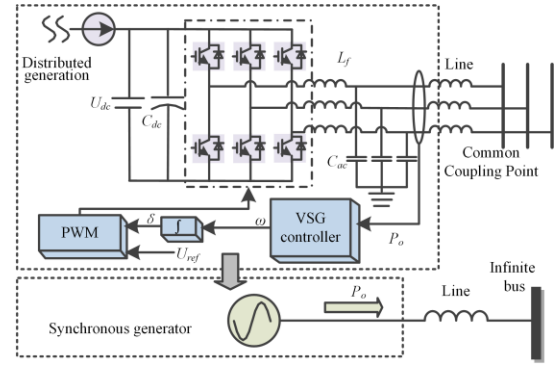 Distributed
generation
U_dc
C_dc
L_f
Line
C_ac
Common
Coupling Point
PWM
δ
∫
ω
VSG
controller
P_o
U_ref
Infinite
bus
P_o
Line
Synchronous generator